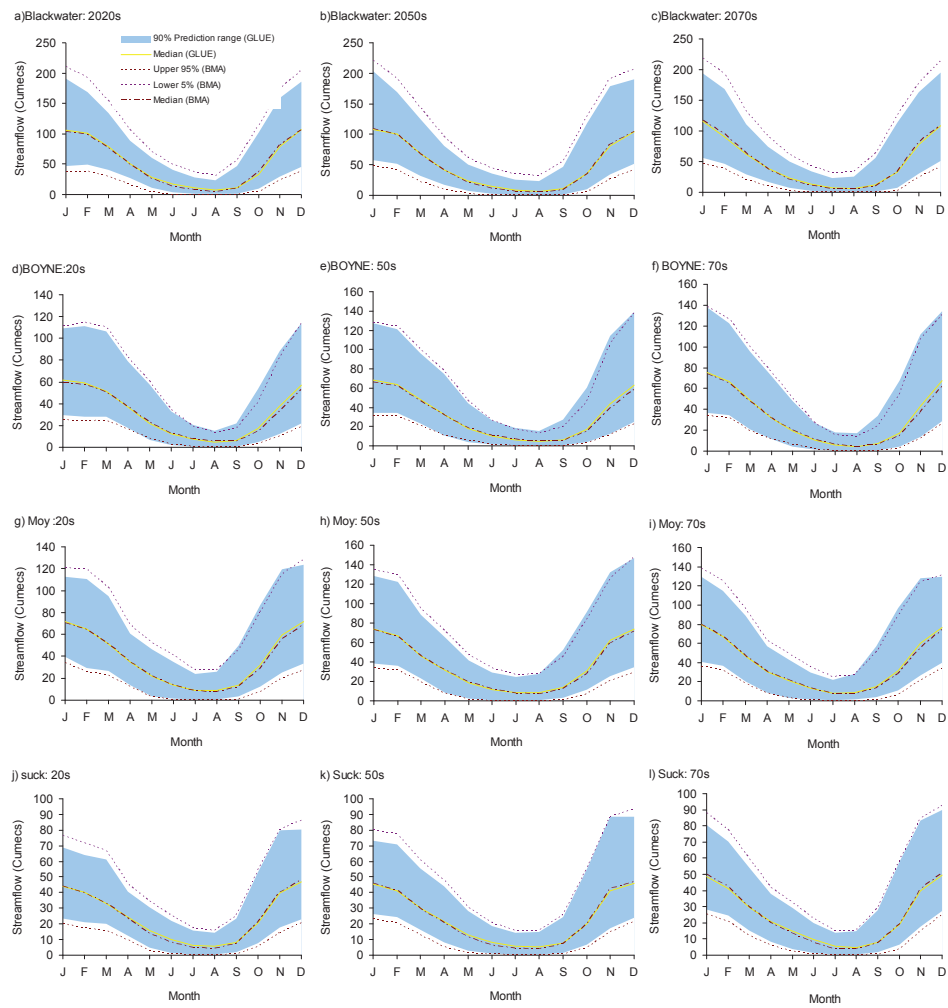 a)Blackwater: 2020s
250
200
150
100
50
0
Streamflow (Cumecs)
J F M A M J J A S O N D
Month
90% Prediction range (GLUE)
Median (GLUE)
Upper 95% (BMA)
Lower 5% (BMA)
Median (BMA)
b)Blackwater: 2050s
250
200
150
100
50
0
Streamflow (Cumecs)
J F M A M J J A S O N D
Month
c)Blackwater: 2070s
250
200
150
100
50
0
Streamflow (Cumecs)
J F M A M J J A S O N D
Month
d)BOYNE:20s
140
120
100
80
60
40
20
0
Streamflow (Cumecs)
J F M A M J J A S O N D
Month
e)BOYNE: 50s
160
140
120
100
80
60
40
20
0
Streamflow (Cumecs)
J F M A M J J A S O N D
Month
f) BOYNE: 70s
160
140
120
100
80
60
40
20
0
Streamflow (Cumecs)
J F M A M J J A S O N D
Month
g) Moy :20s
140
120
100
80
60
40
20
0
Streamflow (Cumecs)
J F M A M J J A S O N D
Month
h) Moy: 50s
160
140
120
100
80
60
40
20
0
Streamflow (Cumecs)
J F M A M J J A S O N D
Month
i) Moy: 70s
160
140
120
100
80
60
40
20
0
Streamflow (Cumecs)
J F M A M J J A S O N D
Month
j) suck: 20s
100
90
80
70
60
50
40
30
20
10
0
Streamflow (Cumecs)
J F M A M J J A S O N D
Month
k) Suck: 50s
100
90
80
70
60
50
40
30
20
10
0
Streamflow (Cumecs)
J F M A M J J A S O N D
Month
l) Suck: 70s
100
90
80
70
60
50
40
30
20
10
0
Streamflow (Cumecs)
J F M A M J J A S O N D
Month